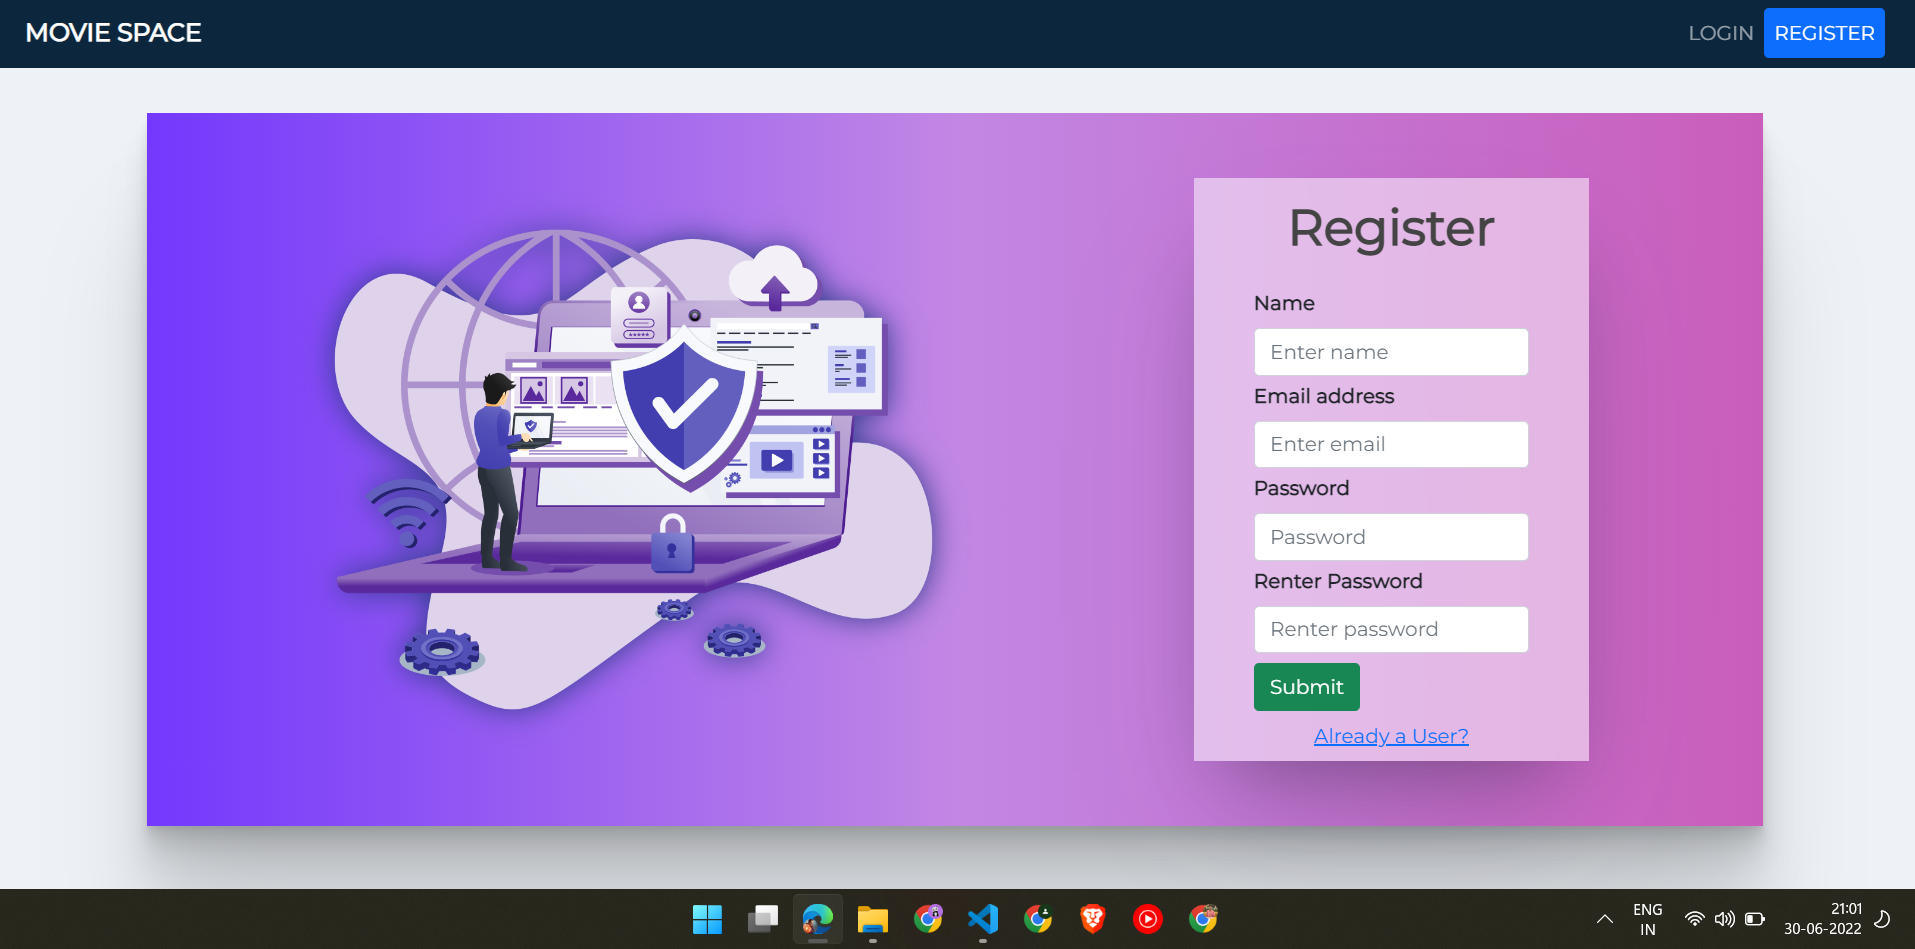 MOVIE SPACE
LOGIN
REGISTER
Register
Name
Enter name
Email address
Enter email
Password
Password
Renter Password
Renter password
Submit
Already a User?
ENG
IN
21:01
30-06-2022